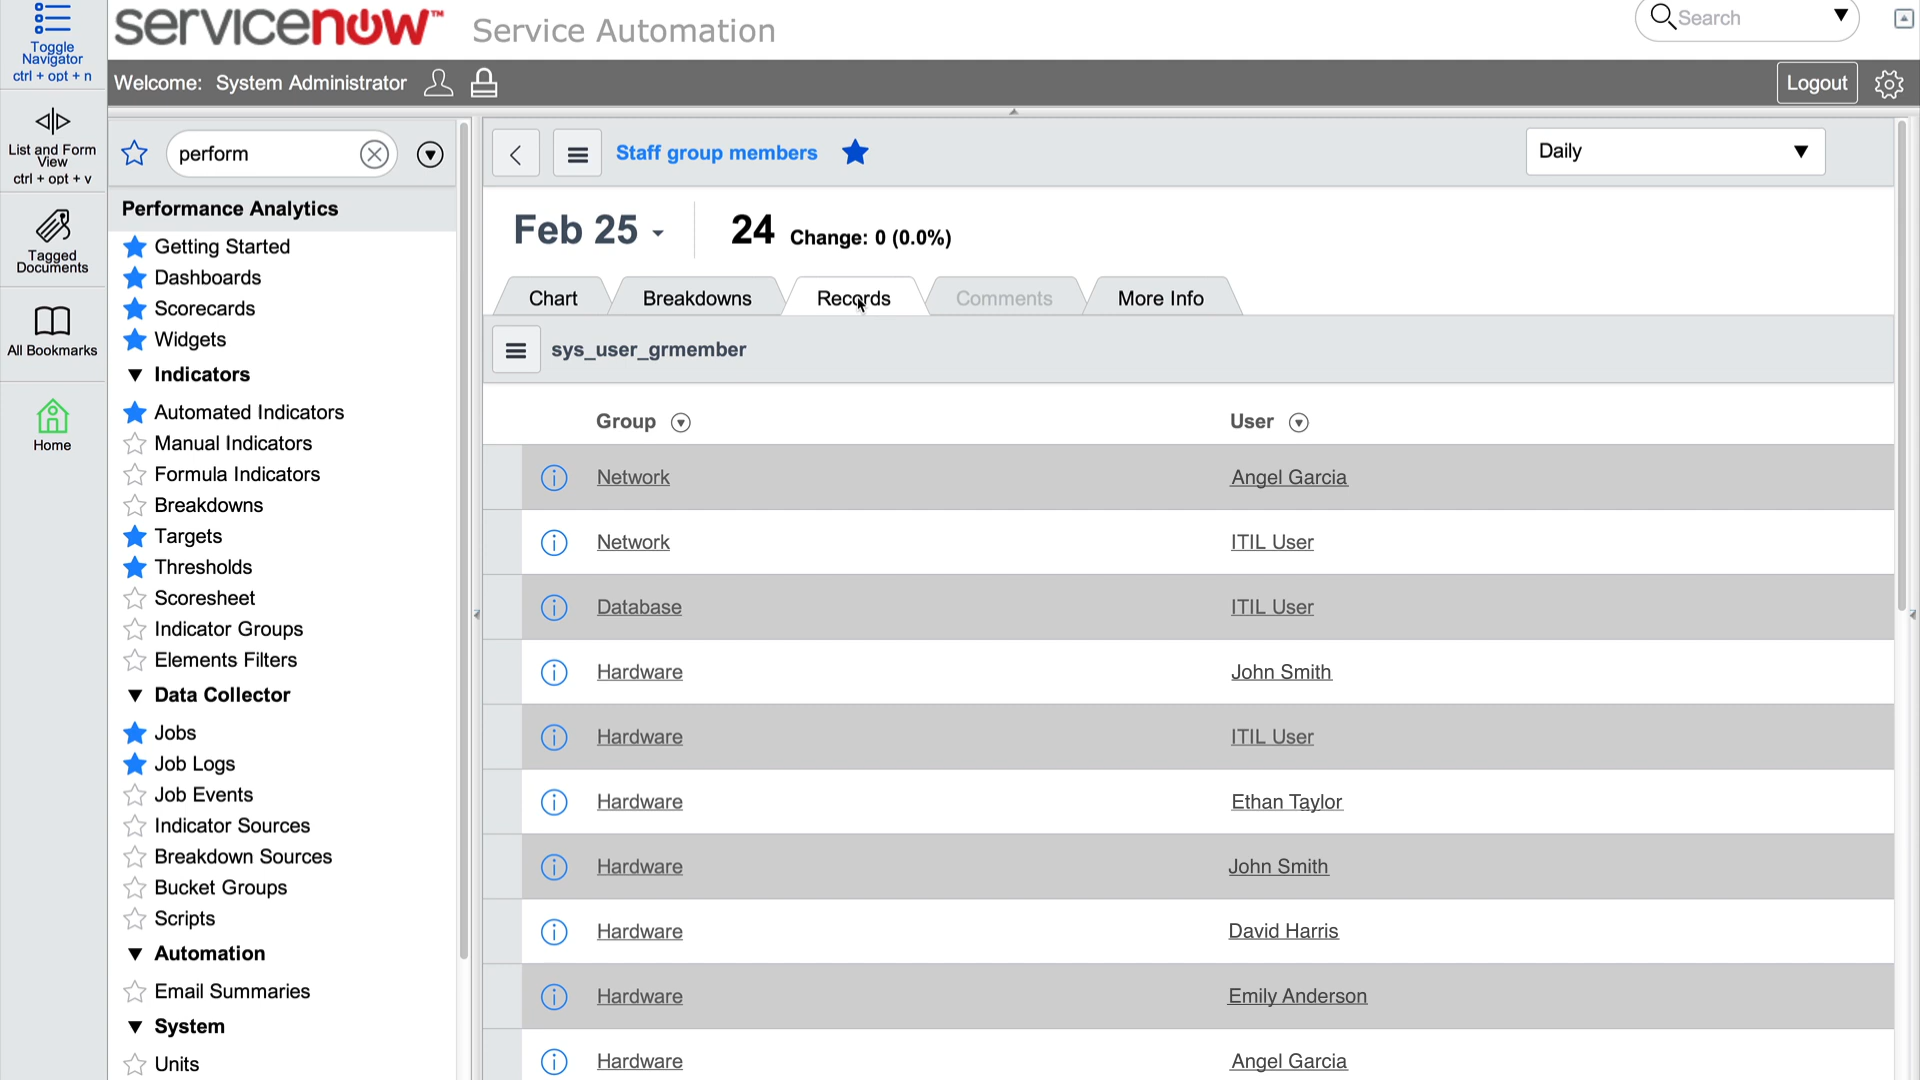 Toggle
Navigator
ctrl + opt + n
List and Form
View
ctrl + opt + v
Tagged
Documents
All Bookmarks
Home
servicenow™ Service Automation
Search
Welcome: System Administrator
Logout
perform
Performance Analytics
Getting Started
Dashboards
Scorecards
Widgets
Indicators
Automated Indicators
Manual Indicators
Formula Indicators
Breakdowns
Targets
Thresholds
Scoresheet
Indicator Groups
Elements Filters
Data Collector
Jobs
Job Logs
Job Events
Indicator Sources
Breakdown Sources
Bucket Groups
Scripts
Automation
Email Summaries
System
Units
Staff group members
Daily
Feb 25
24 Change: 0 (0.0%)
Chart Breakdowns Records Comments More Info
sys_user_grmember
Group User
Network Angel Garcia
Network ITIL User
Database ITIL User
Hardware John Smith
Hardware ITIL User
Hardware Ethan Taylor
Hardware John Smith
Hardware David Harris
Hardware Emily Anderson
Hardware Angel Garcia